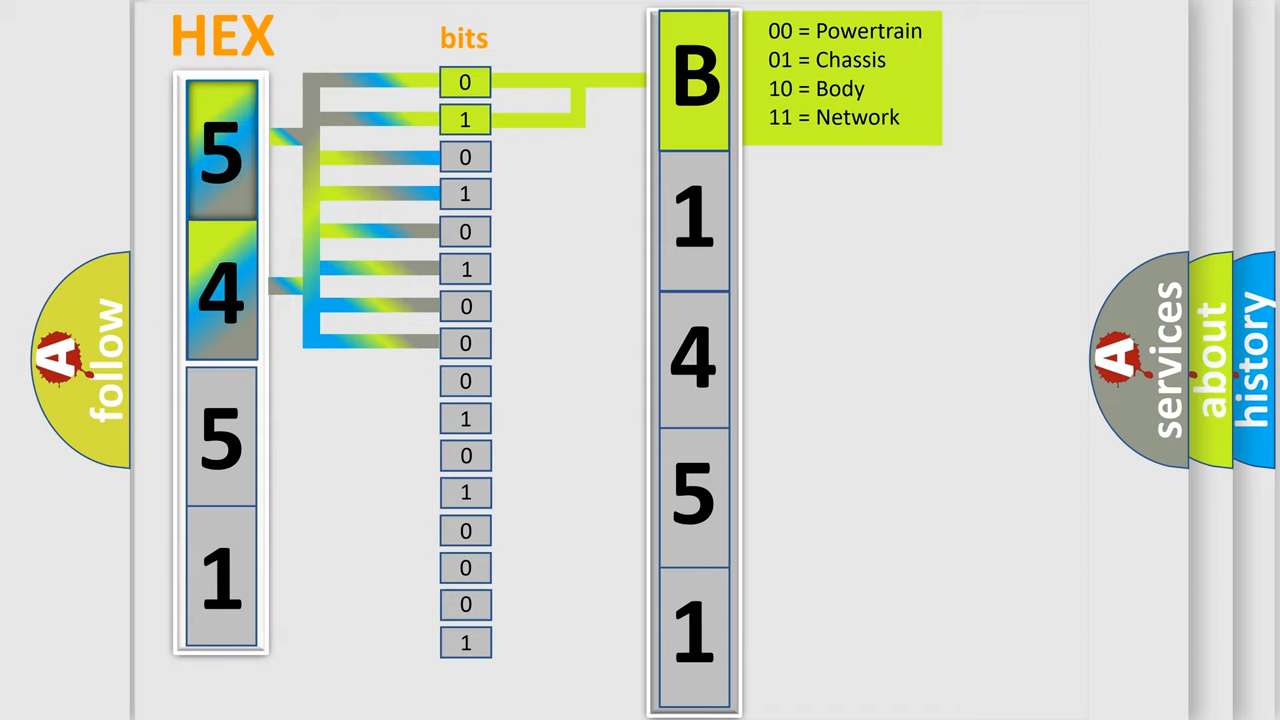 HEX
bits
5
4
5
1
0
1
0
1
0
1
0
0
0
1
0
1
0
0
0
1
B
1
4
5
1
00 = Powertrain
01 = Chassis
10 = Body
11 = Network
A
follow
A
services
about
history